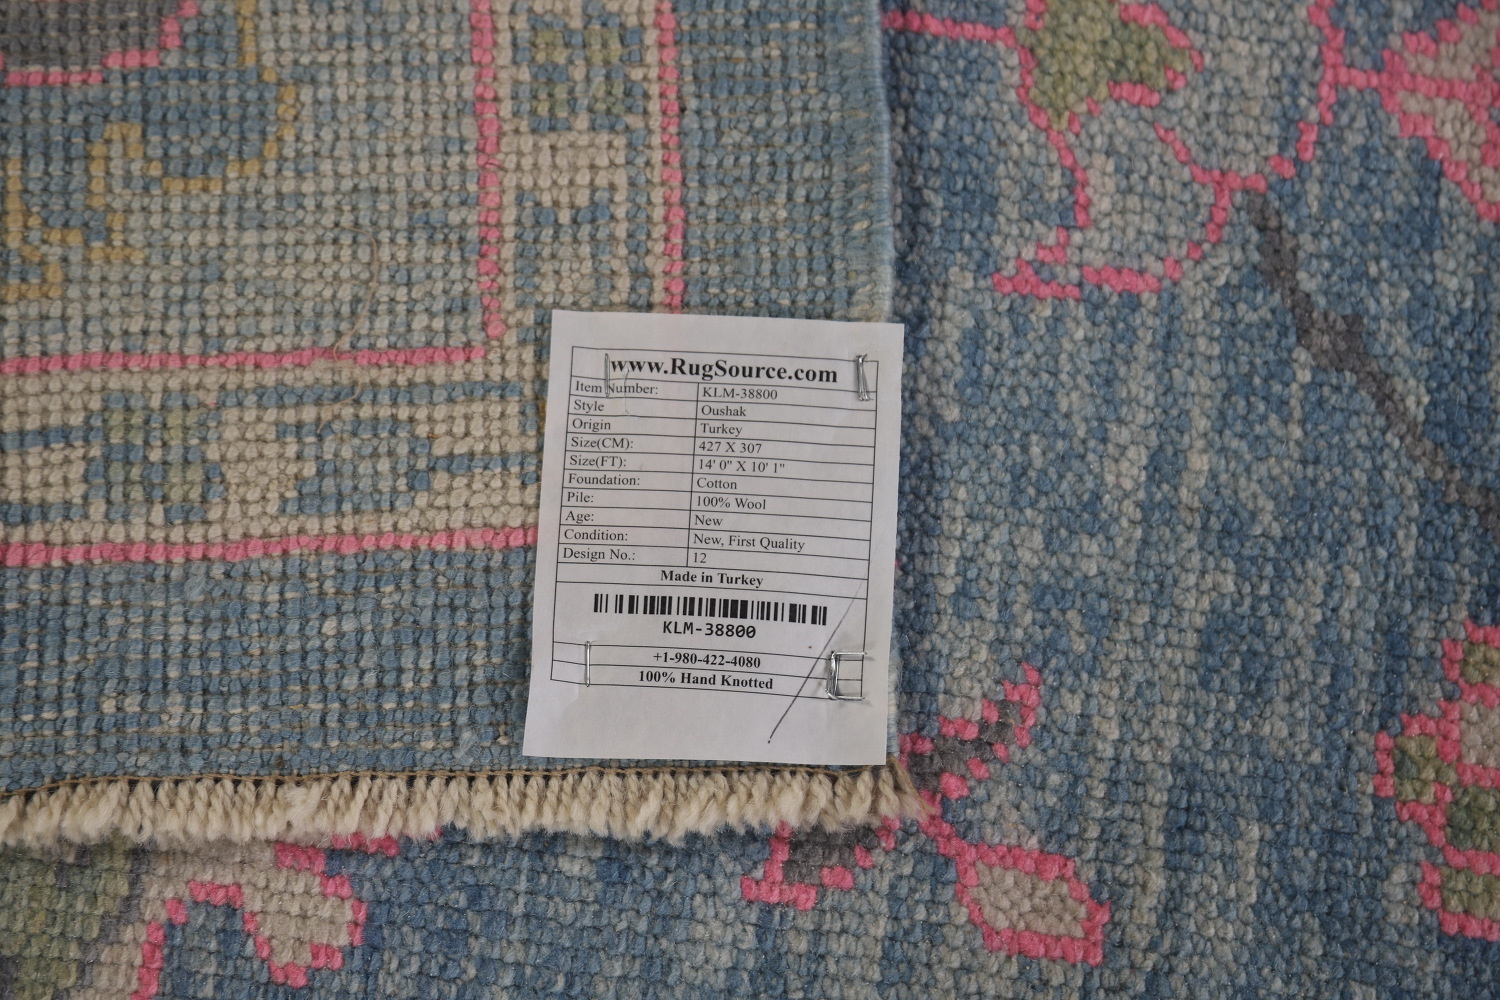 www.RugSource.com
Item Number: KLM-38800
Style Oushak
Origin Turkey
Size(CM): 427 X 307
Size(FT): 14' 0" X 10' 1"
Foundation: Cotton
Pile: 100% Wool
Age: New
Condition: New, First Quality
Design No.: 12
Made in Turkey
KLM-38800
+1-980-422-4080
100% Hand Knotted